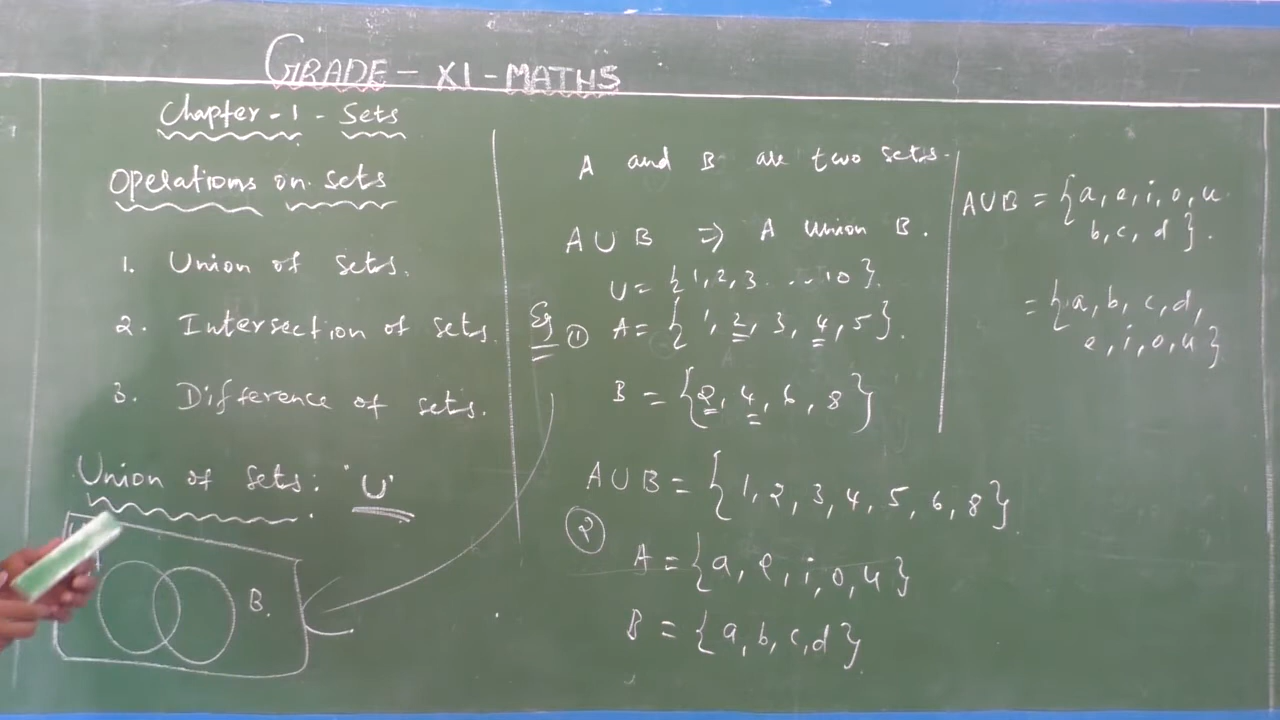 GRADE - XI - MATHS
Chapter - 1 - Sets
Operations on sets
1. Union of sets.
2. Intersection of sets.
3. Difference of sets.
Union of sets: 'U'
B.
A and B are two sets.
A U B ⇒ A union B.
U = {1, 2, 3 .... 10}.
Eg ① A = {1, 2, 3, 4, 5}.
B = {2, 4, 6, 8}
A U B = {1, 2, 3, 4, 5, 6, 8}
②
A = {a, e, i, o, u}
B = {a, b, c, d}
A U B = {a, e, i, o, u
b, c, d}.
= {a, b, c, d,
e, i, o, u}